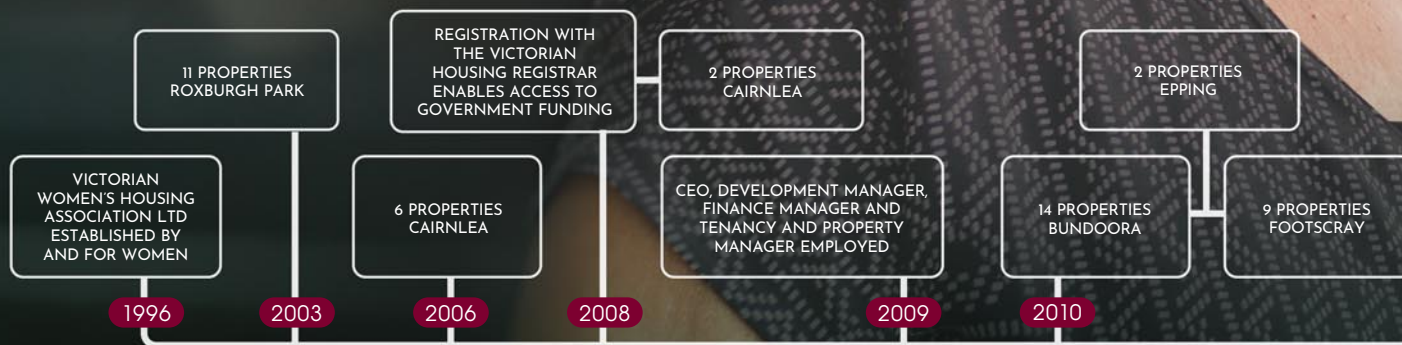 VICTORIAN
WOMEN'S HOUSING
ASSOCIATION LTD
ESTABLISHED BY
AND FOR WOMEN
1996
11 PROPERTIES
ROXBURGH PARK
2003
6 PROPERTIES
CAIRNLEA
2006
REGISTRATION WITH
THE VICTORIAN
HOUSING REGISTRAR
ENABLES ACCESS TO
GOVERNMENT FUNDING
2 PROPERTIES
CAIRNLEA
2008
CEO, DEVELOPMENT MANAGER,
FINANCE MANAGER AND
TENANCY AND PROPERTY
MANAGER EMPLOYED
2009
2 PROPERTIES
EPPING
14 PROPERTIES
BUNDOORA
9 PROPERTIES
FOOTSCRAY
2010